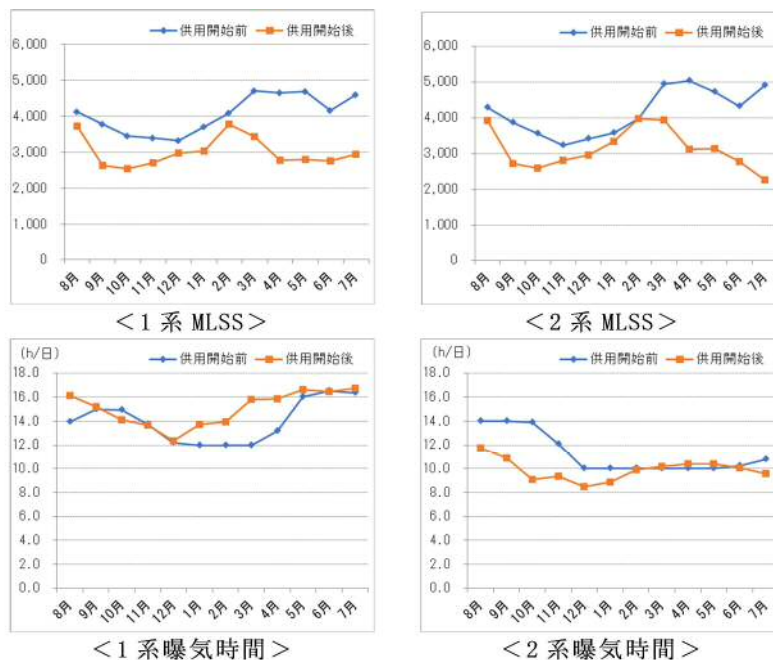 供用開始前 供用開始後
6,000
5,000
4,000
3,000
2,000
1,000
0
8月 9月 10月 11月 12月 1月 2月 3月 4月 5月 6月 7月
＜1系 MLSS＞
供用開始前 供用開始後
6,000
5,000
4,000
3,000
2,000
1,000
0
8月 9月 10月 11月 12月 1月 2月 3月 4月 5月 6月 7月
＜2系 MLSS＞
(h/日)
供用開始前 供用開始後
18.0
16.0
14.0
12.0
10.0
8.0
6.0
4.0
2.0
0.0
8月 9月 10月 11月 12月 1月 2月 3月 4月 5月 6月 7月
＜1系曝気時間＞
(h/日)
供用開始前 供用開始後
18.0
16.0
14.0
12.0
10.0
8.0
6.0
4.0
2.0
0.0
8月 9月 10月 11月 12月 1月 2月 3月 4月 5月 6月 7月
＜2系曝気時間＞